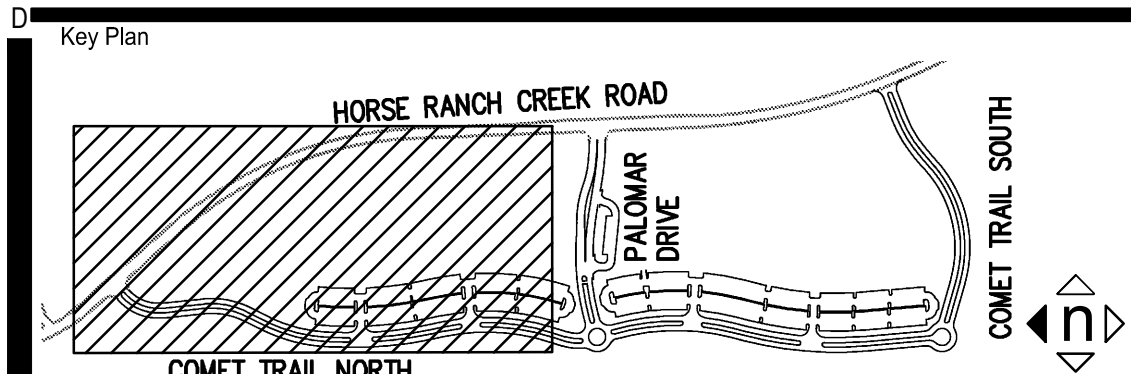 D
Key Plan
HORSE RANCH CREEK ROAD
PALOMAR
DRIVE
COMET TRAIL SOUTH
n
COMET TRAIL NORTH